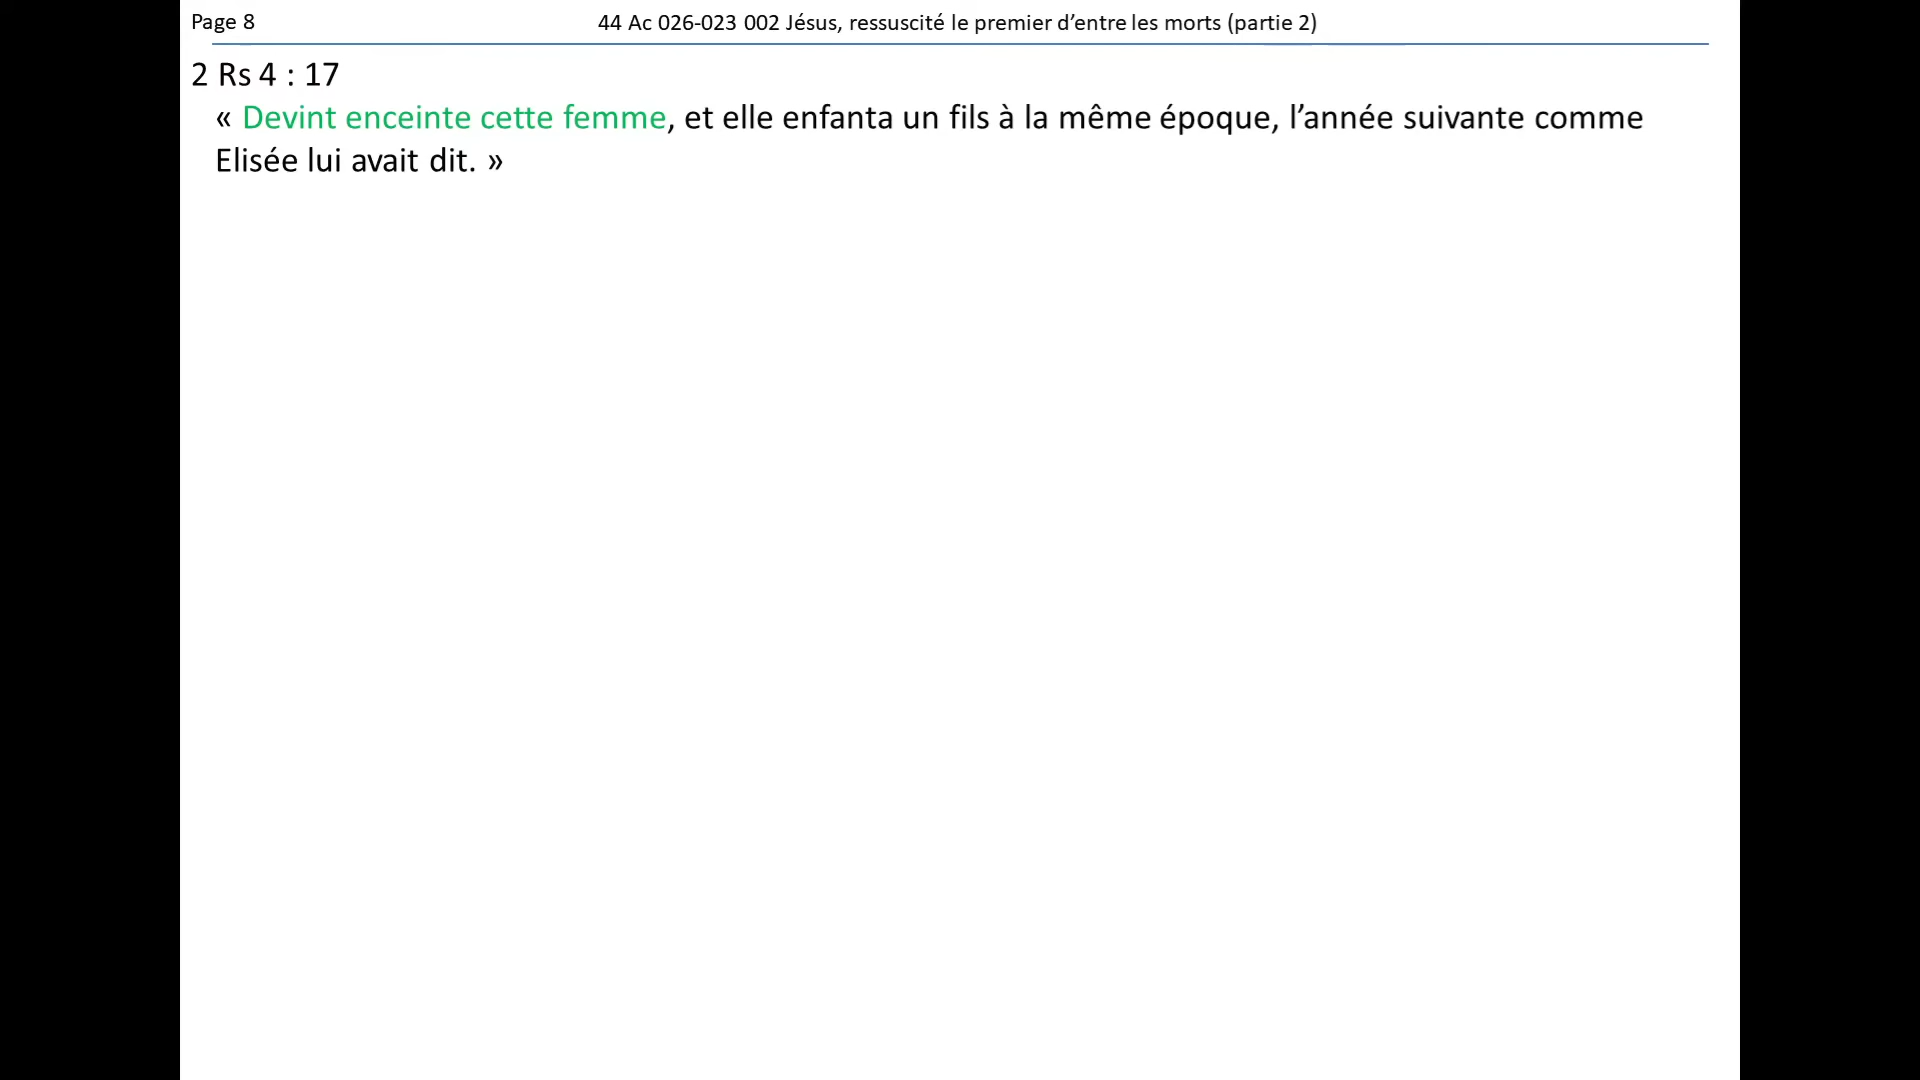 Page 8
44 Ac 026-023 002 Jésus, ressuscité le premier d’entre les morts (partie 2)
2 Rs 4 : 17
« Devint enceinte cette femme, et elle enfanta un fils à la même époque, l’année suivante comme
Elisée lui avait dit. »